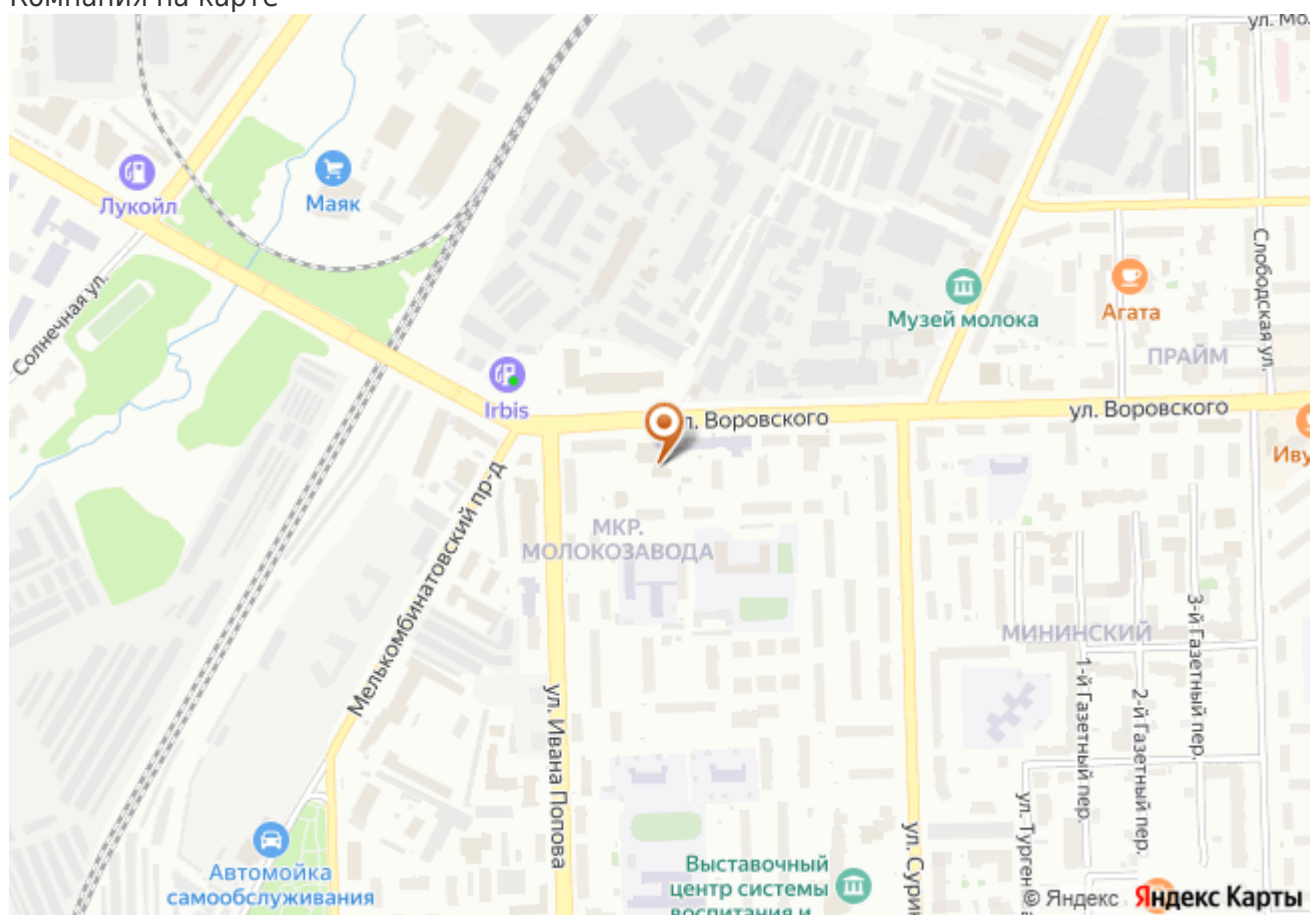 Компания на карте
ул. Мо
Лукойл
Маяк
Солнечная ул.
Слободская ул.
Музей молока
Агата
ПРАЙМ
Irbis
ул. Воровского
л. Воровского
Иву
Мелькомбинатовский пр-д
МКР.
МОЛОКОЗАВОДА
МИНИНСКИЙ
3-й Газетный пер.
1-й Газетный пер.
2-й Газетный пер.
ул. Ивана Попова
ул. Турген
ул. Сури
Автомойка
самообслуживания
Выставочный
центр системы
воспитания и
© Яндекс Яндекс Карты